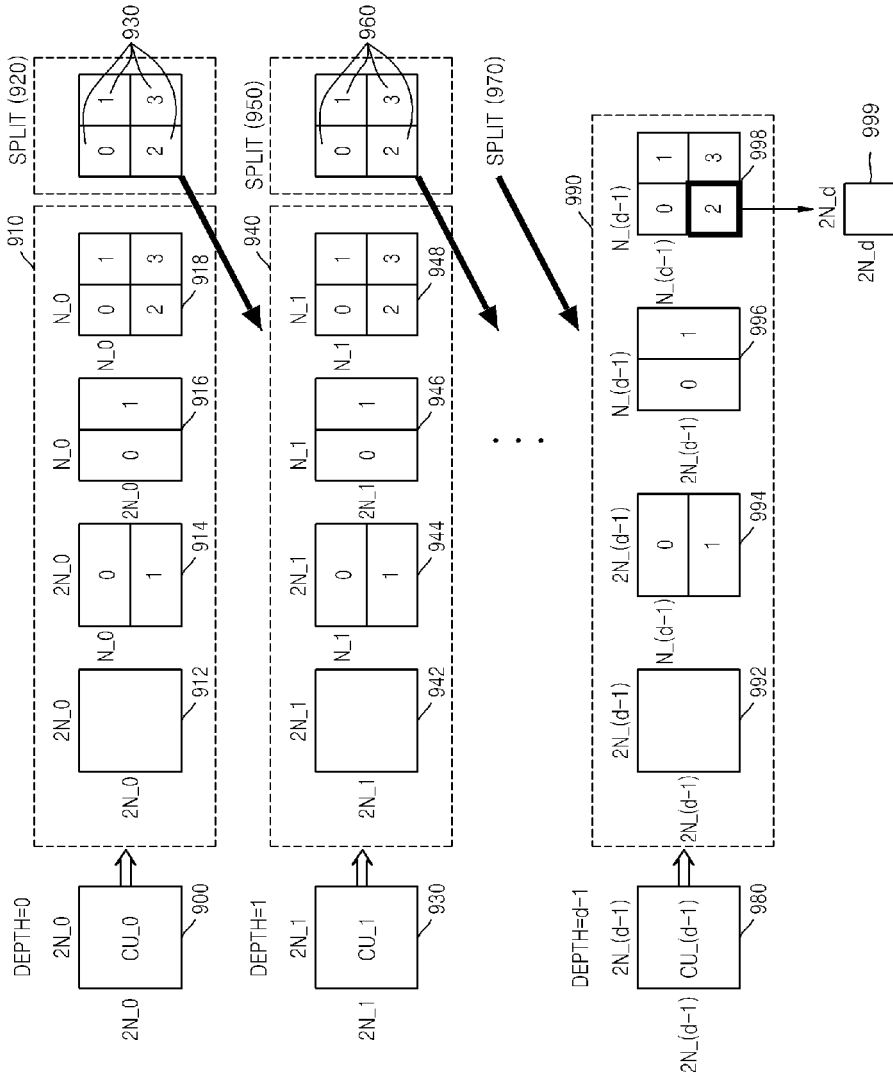 DEPTH=0
2N_0
2N_0
CU_0
900
910
2N_0
2N_0
912
2N_0
N_0
0
1
914
N_0
2N_0
0
1
916
N_0
N_0
0
1
2
3
918
SPLIT (920)
0
1
2
3
930
DEPTH=1
2N_1
2N_1
CU_1
930
940
2N_1
2N_1
942
2N_1
N_1
0
1
944
N_1
2N_1
0
1
946
N_1
N_1
0
1
2
3
948
SPLIT (950)
0
1
2
3
960
. . .
SPLIT (970)
DEPTH=d-1
2N_(d-1)
2N_(d-1)
CU_(d-1)
980
990
2N_(d-1)
2N_(d-1)
992
2N_(d-1)
N_(d-1)
0
1
994
N_(d-1)
2N_(d-1)
0
1
996
N_(d-1)
N_(d-1)
0
1
2
3
998
2N_d
2N_d
999